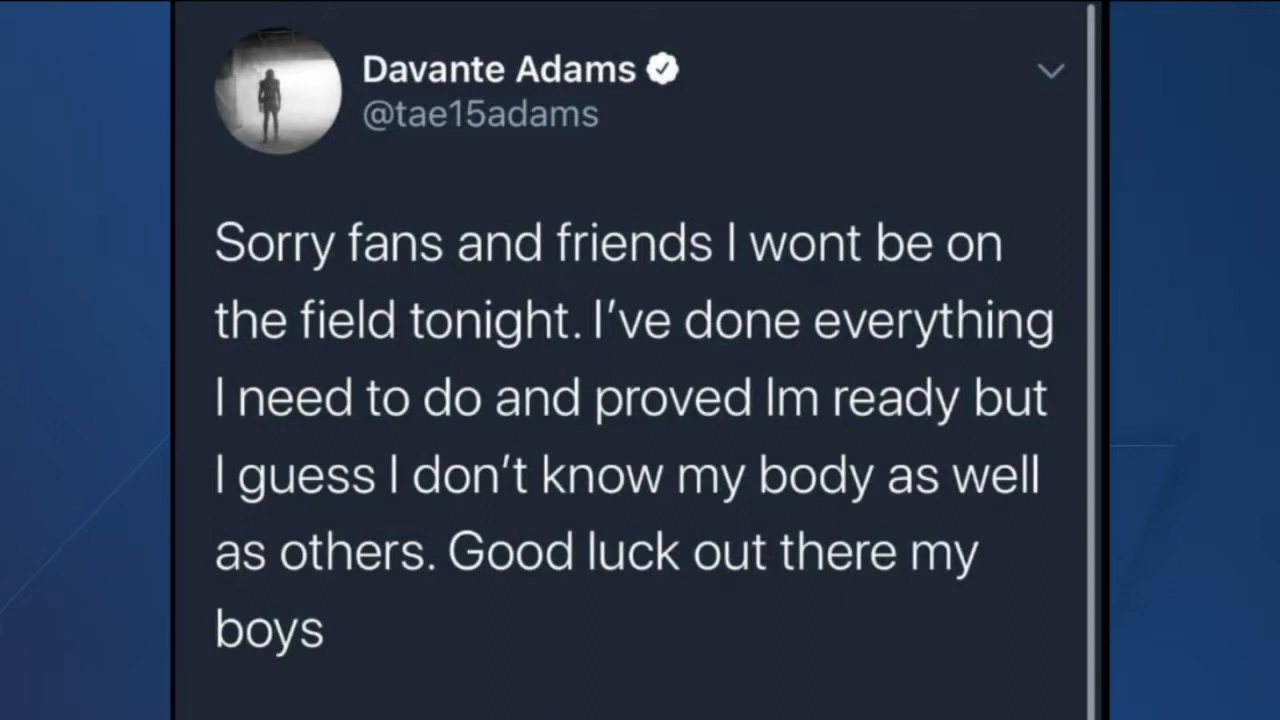 Davante Adams
@tae15adams
Sorry fans and friends I wont be on
the field tonight. I've done everything
I need to do and proved Im ready but
I guess I don't know my body as well
as others. Good luck out there my
boys